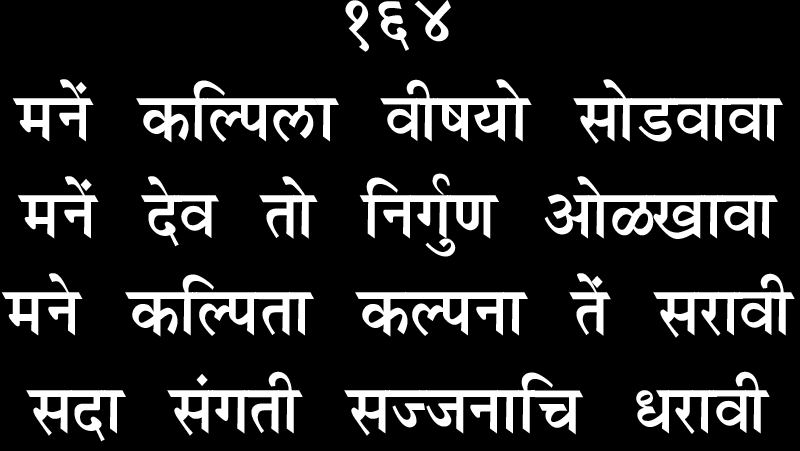 १६४
मनें कल्पिला वीषयो सोडवावा
मनें देव तो निर्गुण ओळखावा
मने कल्पिता कल्पना तें सरावी
सदा संगती सज्जनाचि धरावी